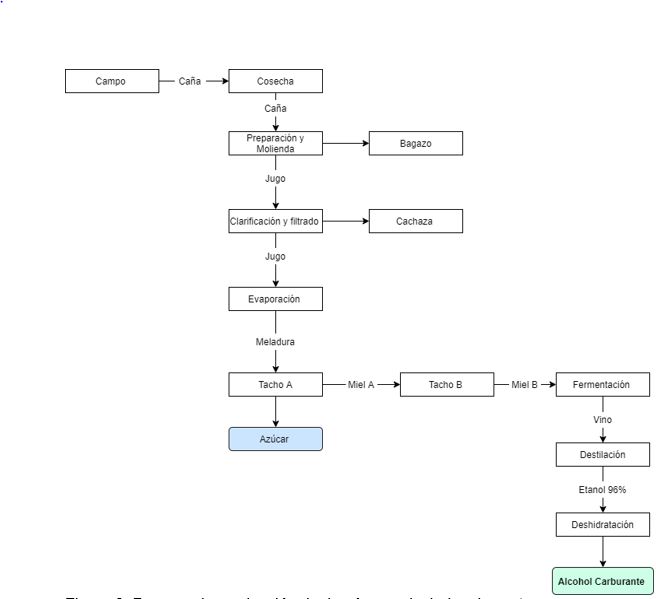 Campo
Caña
Cosecha
Caña
Preparación y
Molienda
Bagazo
Jugo
Clarificación y filtrado
Cachaza
Jugo
Evaporación
Meladura
Tacho A
Miel A
Tacho B
Miel B
Fermentación
Azúcar
Vino
Destilación
Etanol 96%
Deshidratación
Alcohol Carburante